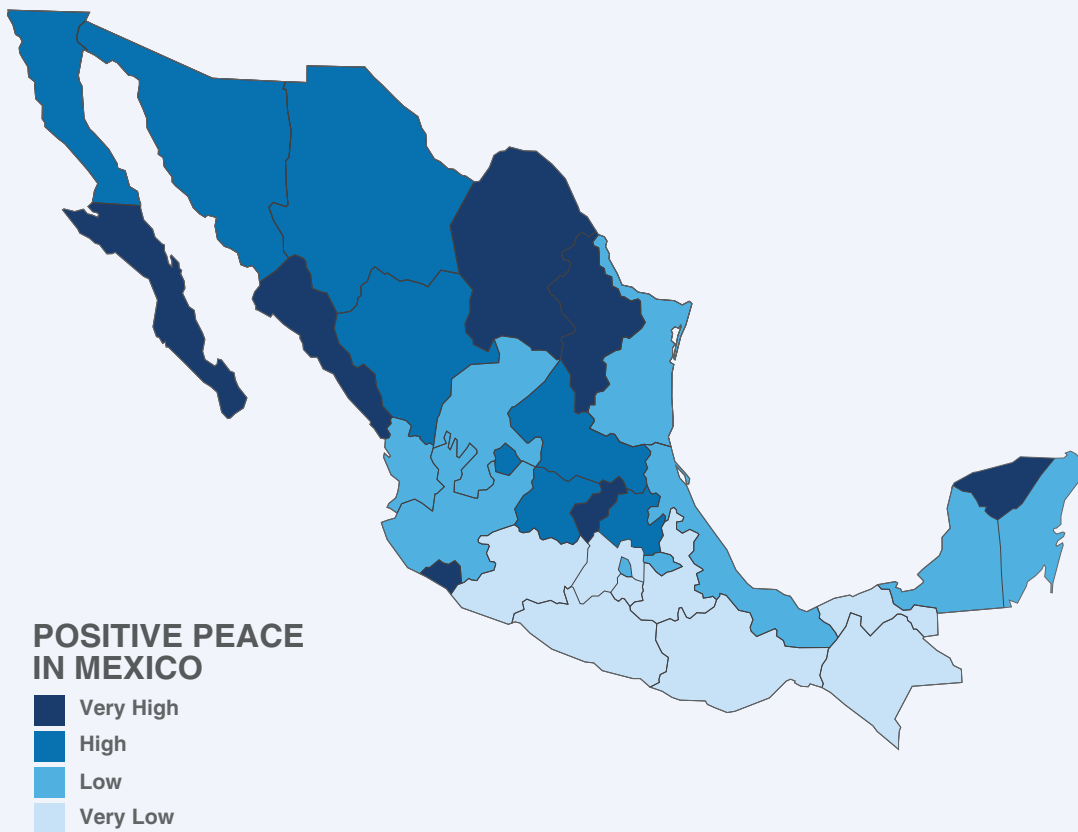 POSITIVE PEACE
IN MEXICO
Very High
High
Low
Very Low